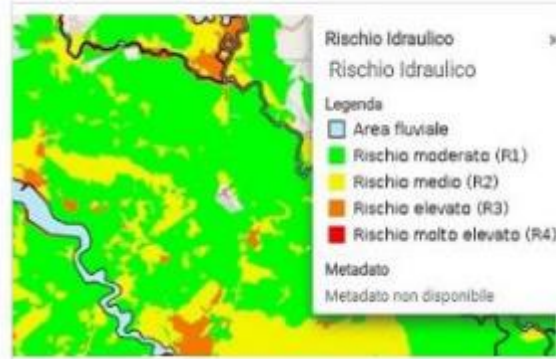 Rischio Idraulico
Rischio Idraulico
Legenda
Area fluviale
Rischio moderato (R1)
Rischio medio (R2)
Rischio elevato (R3)
Rischio molto elevato (R4)
Metadato
Metadato non disponibile